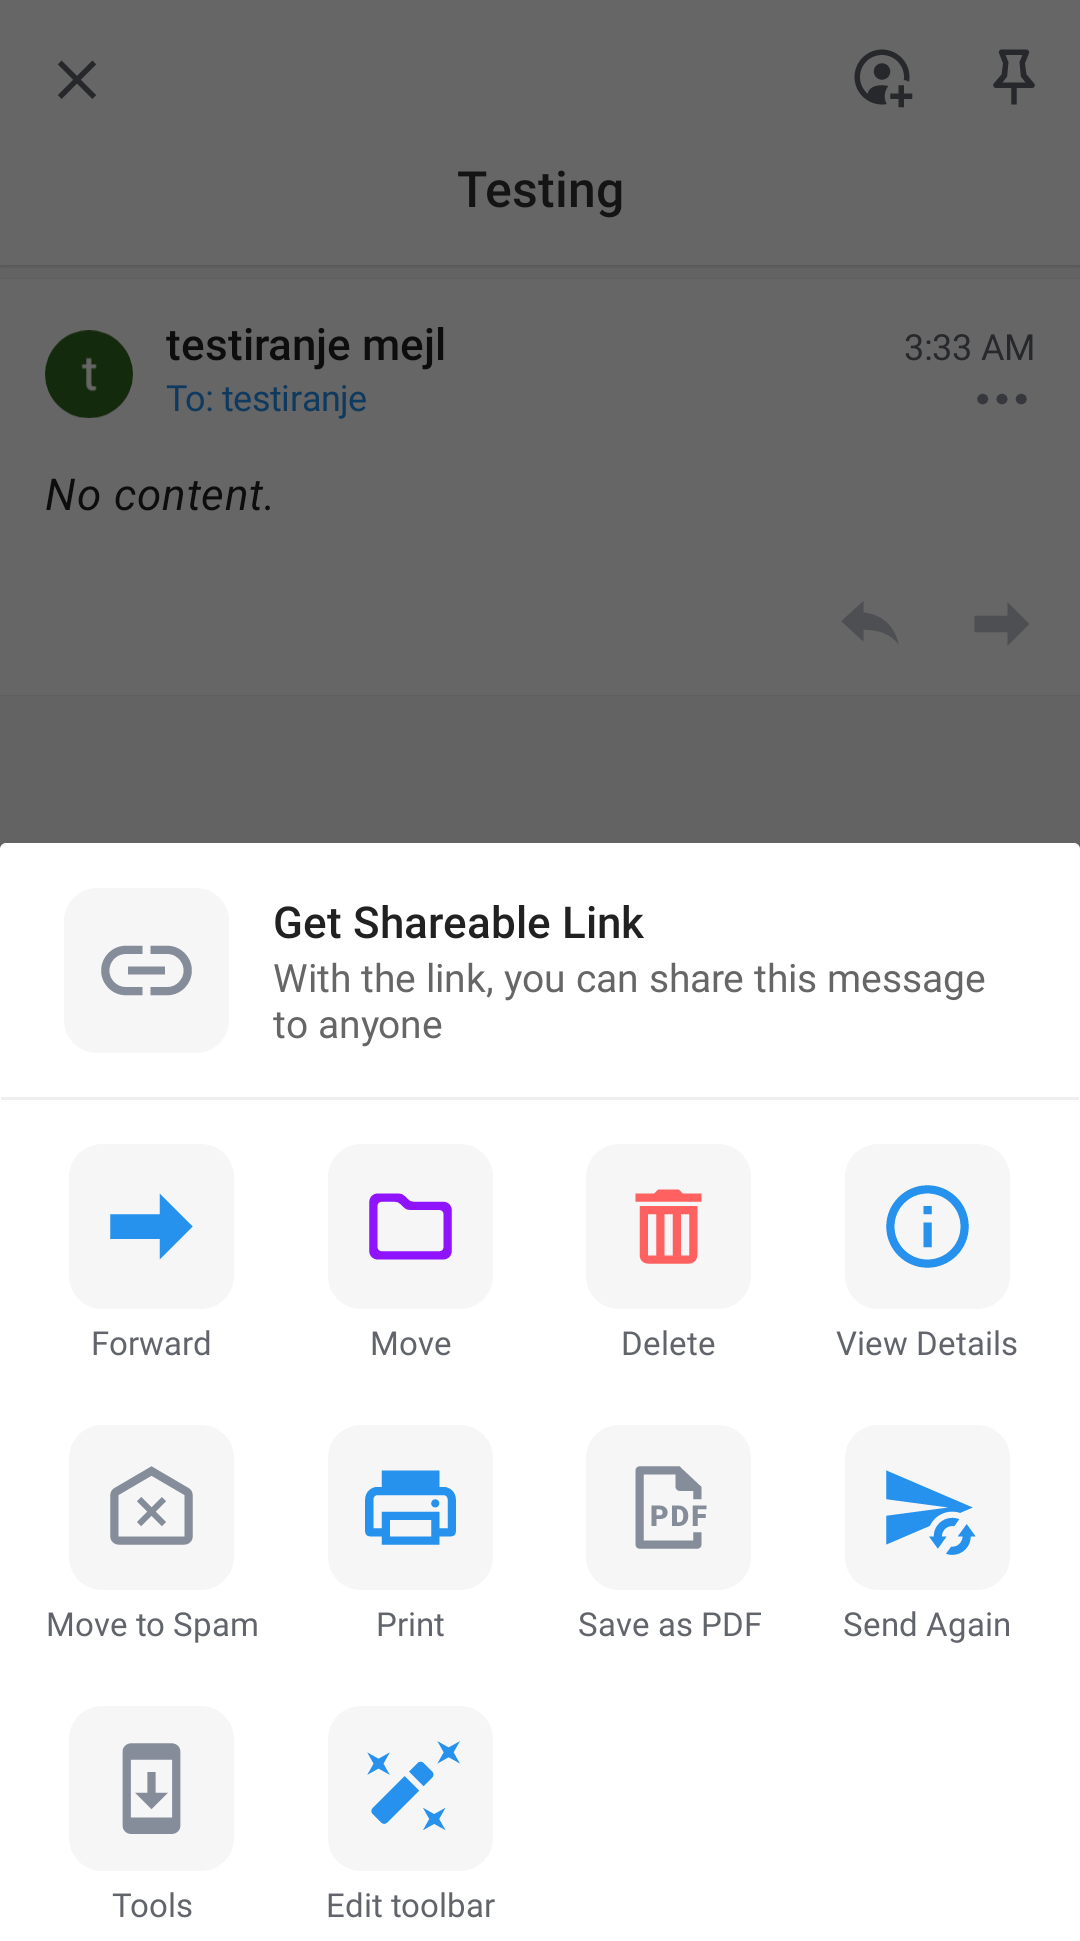 Testing
t
testiranje mejl
3:33 AM
To: testiranje
No content.
Get Shareable Link
With the link, you can share this message
to anyone
Forward
Move
Delete
View Details
PDF
Move to Spam
Print
Save as PDF
Send Again
Tools
Edit toolbar